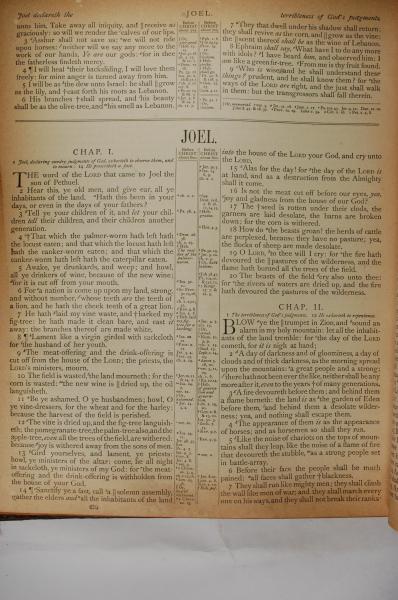 Joel declareth the
JOEL.
terribleness of God's judgments.
unto him, Take away all iniquity, and receive us
graciously: so will we render the calves of our lips.
3 Asshur shall not save us; we will not ride
upon horses: neither will we say any more to the
work of our hands, Ye are our gods: for in thee
the fatherless findeth mercy.
4 ¶ I will heal their backsliding, I will love them
freely: for mine anger is turned away from him.
5 I will be as the dew unto Israel: he shall grow
as the lily, and cast forth his roots as Lebanon.
6 His branches shall spread, and his beauty
shall be as the olive-tree, and his smell as Lebanon.
7 They that dwell under his shadow shall return;
they shall revive as the corn, and grow as the vine:
the scent thereof shall be as the wine of Lebanon.
8 Ephraim shall say, What have I to do any more
with idols? I have heard him, and observed him: I
am like a green fir-tree. From me is thy fruit found.
9 Who is wise, and he shall understand these
things? prudent, and he shall know them? for the
ways of the LORD are right, and the just shall walk
in them: but the transgressors shall fall therein.
JOEL.
CHAP. I.
1 Joel, declaring sundry judgments of God, exhorteth to observe them, and
to mourn. 14 He prescribeth a fast.
THE word of the LORD that came to Joel the
son of Pethuel.
2 Hear this, ye old men, and give ear, all ye
inhabitants of the land. Hath this been in your
days, or even in the days of your fathers?
3 Tell ye your children of it, and let your chil-
dren tell their children, and their children another
generation.
4 That which the palmer-worm hath left hath
the locust eaten; and that which the locust hath left
hath the canker-worm eaten; and that which the
canker-worm hath left hath the caterpillar eaten.
5 Awake, ye drunkards, and weep; and howl,
all ye drinkers of wine, because of the new wine;
for it is cut off from your mouth.
6 For a nation is come up upon my land, strong,
and without number, whose teeth are the teeth of
a lion, and he hath the cheek teeth of a great lion.
7 He hath laid my vine waste, and barked my
fig-tree: he hath made it clean bare, and cast it
away; the branches thereof are made white.
8 ¶ Lament like a virgin girded with sackcloth
for the husband of her youth.
9 The meat-offering and the drink-offering is
cut off from the house of the LORD; the priests, the
LORD's ministers, mourn.
10 The field is wasted, the land mourneth; for the
corn is wasted: the new wine is dried up, the oil
languisheth.
11 Be ye ashamed, O ye husbandmen; howl, O
ye vine-dressers, for the wheat and for the barley;
because the harvest of the field is perished.
12 The vine is dried up, and the fig-tree languish-
eth; the pomegranate-tree, the palm-tree also, and the
apple-tree, even all the trees of the field, are withered:
because joy is withered away from the sons of men.
13 Gird yourselves, and lament, ye priests:
howl, ye ministers of the altar: come, lie all night
in sackcloth, ye ministers of my God: for the meat-
offering and the drink-offering is withholden from
the house of your God.
14 ¶ Sanctify ye a fast, call a solemn assembly,
gather the elders and all the inhabitants of the land
into the house of the LORD your God, and cry unto
the LORD,
15 Alas for the day! for the day of the LORD is
at hand, and as a destruction from the Almighty
shall it come.
16 Is not the meat cut off before our eyes, yea,
joy and gladness from the house of our God?
17 The seed is rotten under their clods, the
garners are laid desolate, the barns are broken
down; for the corn is withered.
18 How do the beasts groan! the herds of cattle
are perplexed, because they have no pasture; yea,
the flocks of sheep are made desolate.
19 O LORD, to thee will I cry: for the fire hath
devoured the pastures of the wilderness, and the
flame hath burned all the trees of the field.
20 The beasts of the field cry also unto thee:
for the rivers of waters are dried up, and the fire
hath devoured the pastures of the wilderness.
CHAP. II.
BLOW ye the trumpet in Zion, and sound an
alarm in my holy mountain: let all the inhabit-
ants of the land tremble: for the day of the LORD
cometh, for it is nigh at hand;
2 A day of darkness and of gloominess, a day of
clouds and of thick darkness, as the morning spread
upon the mountains: a great people and a strong;
there hath not been ever the like, neither shall be any
more after it, even to the years of many generations.
3 A fire devoureth before them; and behind them
a flame burneth: the land is as the garden of Eden
before them, and behind them a desolate wilder-
ness; yea, and nothing shall escape them.
4 The appearance of them is as the appearance
of horses; and as horsemen so shall they run.
5 Like the noise of chariots on the tops of moun-
tains shall they leap, like the noise of a flame of fire
that devoureth the stubble, as a strong people set
in battle-array.
6 Before their face the people shall be much
pained: all faces shall gather blackness.
7 They shall run like mighty men; they shall climb
the wall like men of war; and they shall march every
one on his ways, and they shall not break their ranks